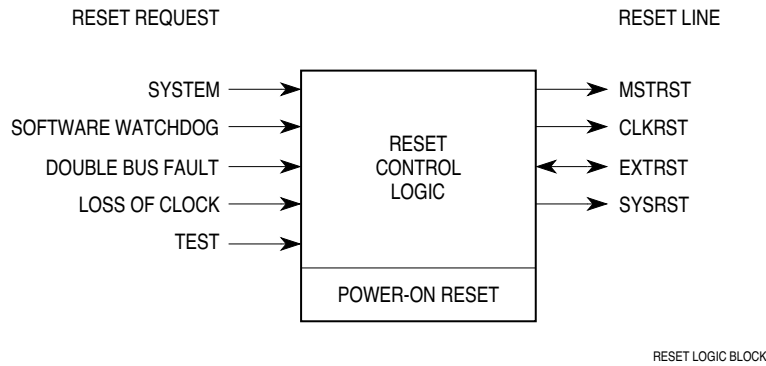 RESET REQUEST
RESET LINE
SYSTEM
SOFTWARE WATCHDOG
DOUBLE BUS FAULT
LOSS OF CLOCK
TEST
RESET
CONTROL
LOGIC
POWER-ON RESET
MSTRST
CLKRST
EXTRST
SYSRST
RESET LOGIC BLOCK